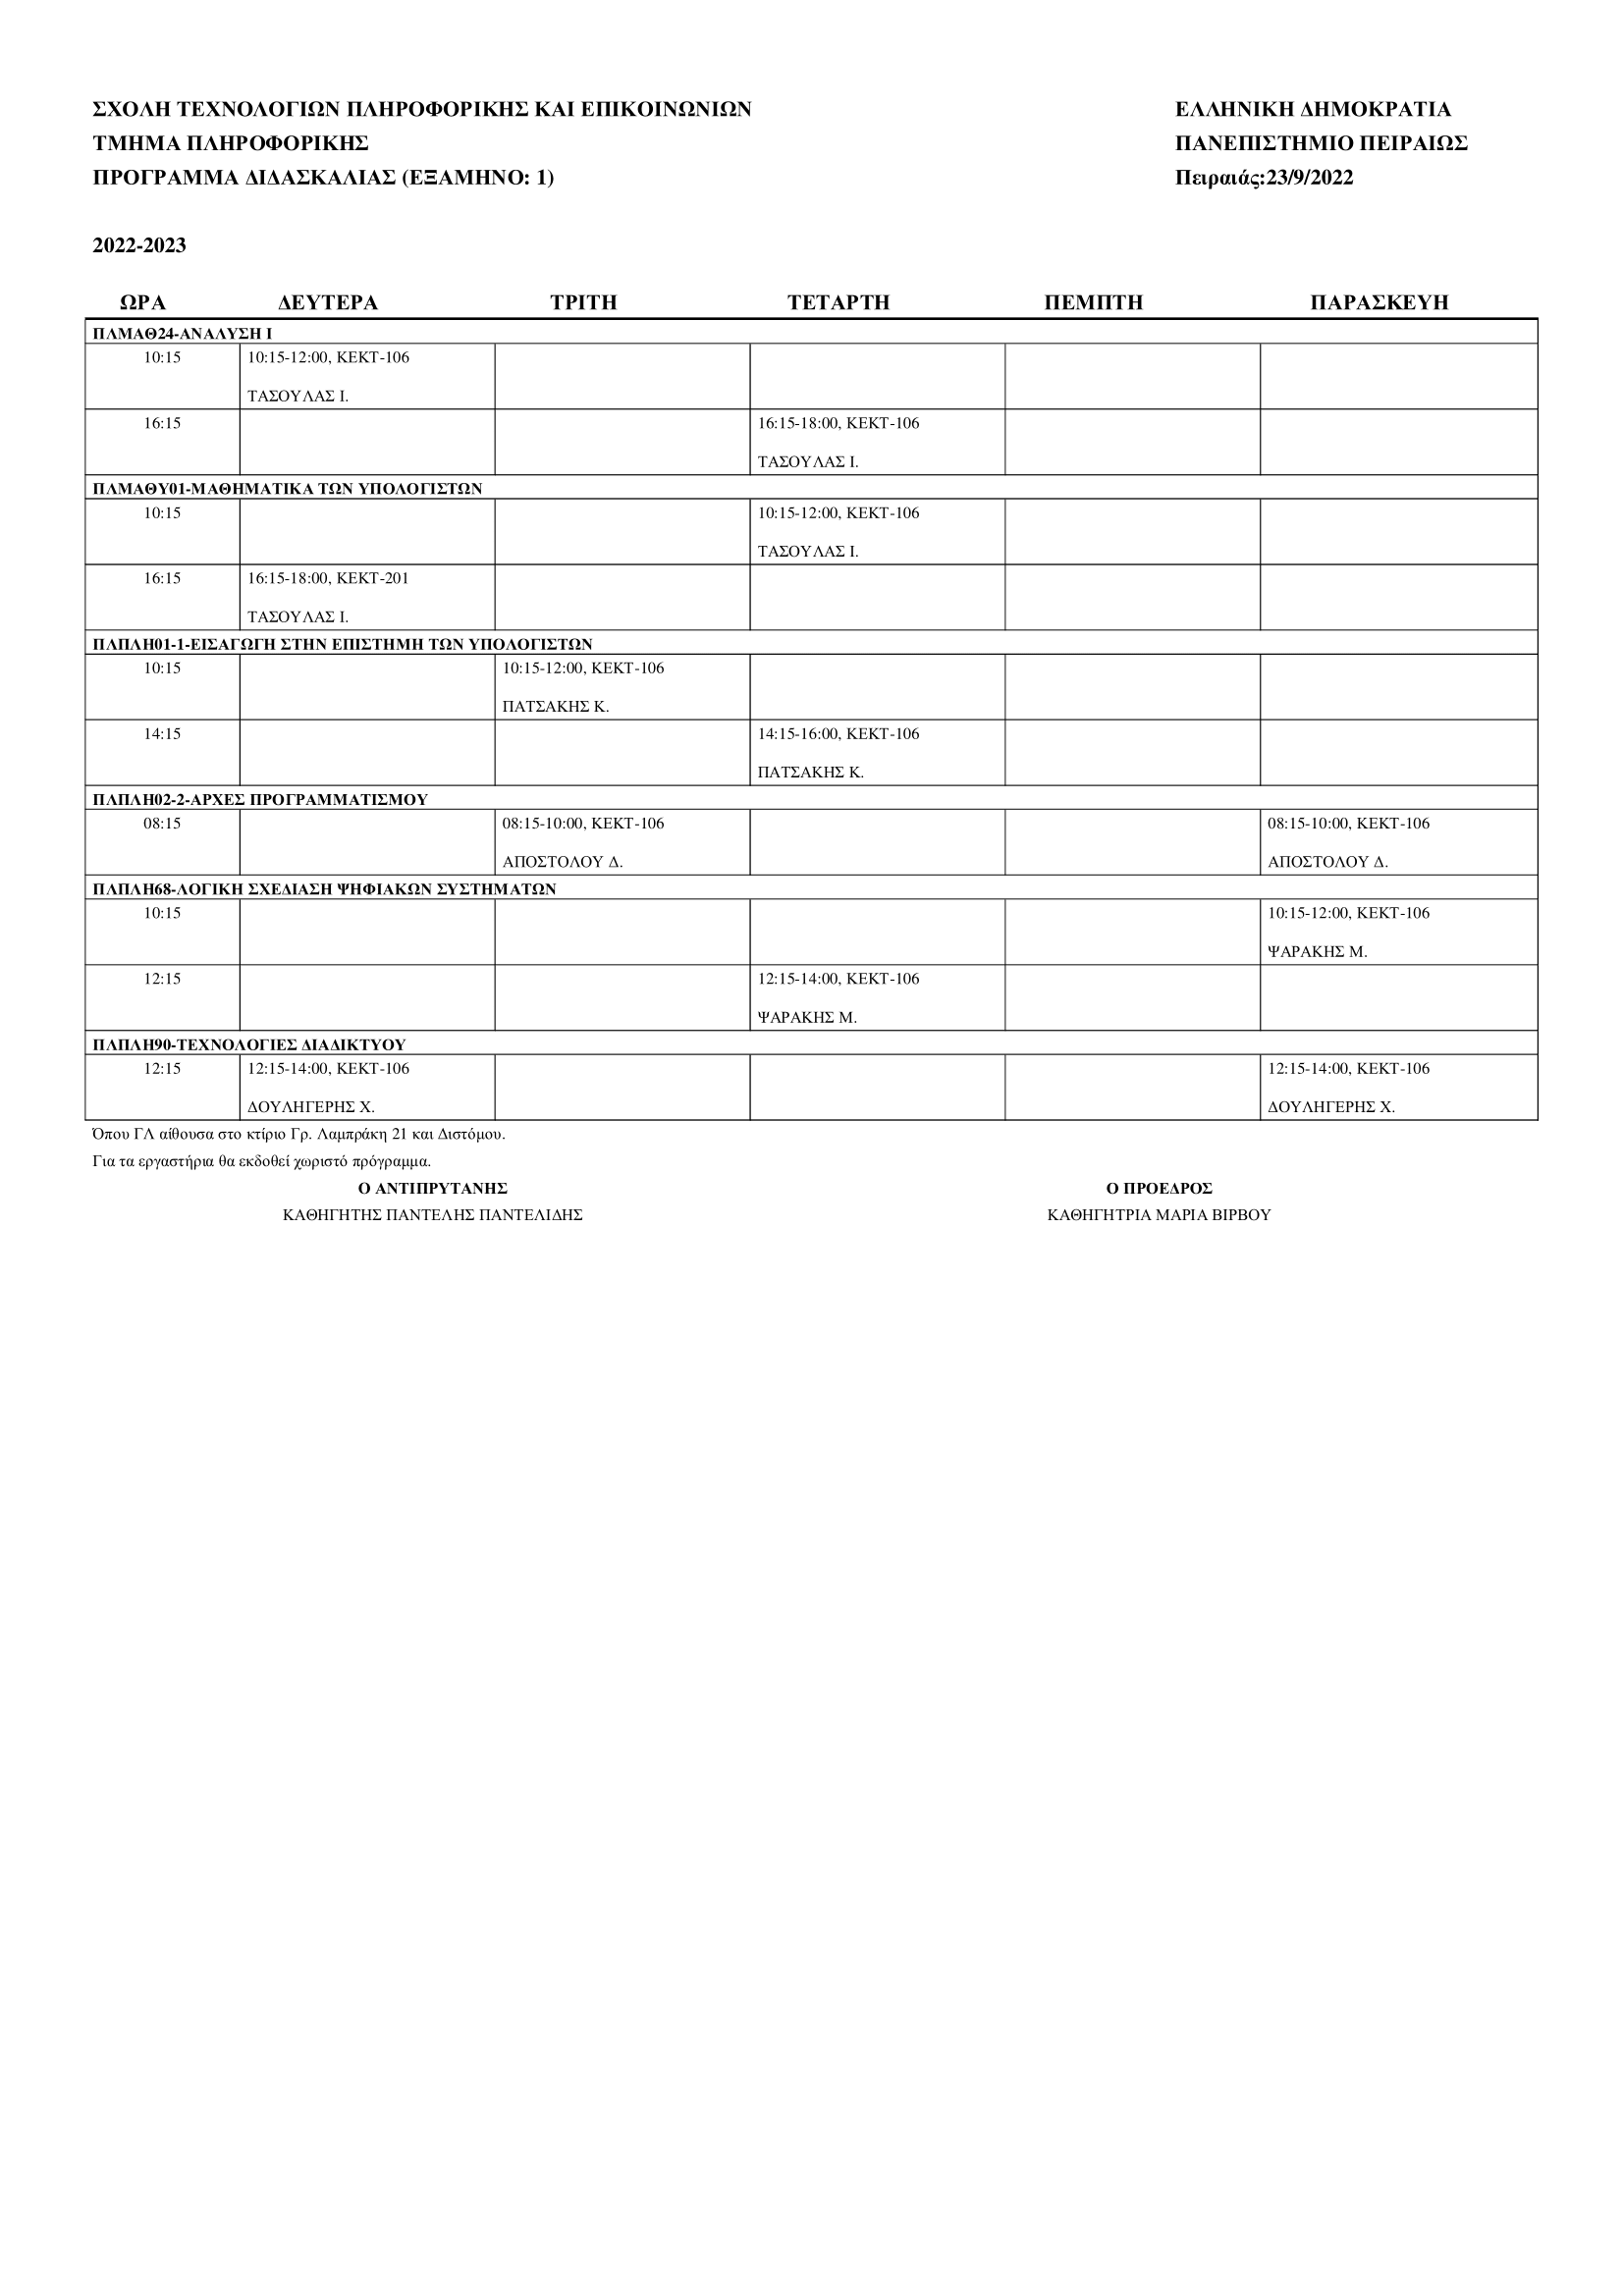 ΣΧΟΛΗ ΤΕΧΝΟΛΟΓΙΩΝ ΠΛΗΡΟΦΟΡΙΚΗΣ ΚΑΙ ΕΠΙΚΟΙΝΩΝΙΩΝ
ΤΜΗΜΑ ΠΛΗΡΟΦΟΡΙΚΗΣ
ΠΡΟΓΡΑΜΜΑ ΔΙΔΑΣΚΑΛΙΑΣ (ΕΞΑΜΗΝΟ: 1)
2022-2023
ΕΛΛΗΝΙΚΗ ΔΗΜΟΚΡΑΤΙΑ
ΠΑΝΕΠΙΣΤΗΜΙΟ ΠΕΙΡΑΙΩΣ
Πειραιάς:23/9/2022
ΩΡΑ ΔΕΥΤΕΡΑ ΤΡΙΤΗ ΤΕΤΑΡΤΗ ΠΕΜΠΤΗ ΠΑΡΑΣΚΕΥΗ
ΠΛΜΑΘ24-ΑΝΑΛΥΣΗ Ι
10:15 10:15-12:00, ΚΕΚΤ-106
ΤΑΣΟΥΛΑΣ Ι.
16:15 16:15-18:00, ΚΕΚΤ-106
ΤΑΣΟΥΛΑΣ Ι.
ΠΛΜΑΘΥ01-ΜΑΘΗΜΑΤΙΚΑ ΤΩΝ ΥΠΟΛΟΓΙΣΤΩΝ
10:15 10:15-12:00, ΚΕΚΤ-106
ΤΑΣΟΥΛΑΣ Ι.
16:15 16:15-18:00, ΚΕΚΤ-201
ΤΑΣΟΥΛΑΣ Ι.
ΠΛΠΛΗ01-1-ΕΙΣΑΓΩΓΗ ΣΤΗΝ ΕΠΙΣΤΗΜΗ ΤΩΝ ΥΠΟΛΟΓΙΣΤΩΝ
10:15 10:15-12:00, ΚΕΚΤ-106
ΠΑΤΣΑΚΗΣ Κ.
14:15 14:15-16:00, ΚΕΚΤ-106
ΠΑΤΣΑΚΗΣ Κ.
ΠΛΠΛΗ02-2-ΑΡΧΕΣ ΠΡΟΓΡΑΜΜΑΤΙΣΜΟΥ
08:15 08:15-10:00, ΚΕΚΤ-106 08:15-10:00, ΚΕΚΤ-106
ΑΠΟΣΤΟΛΟΥ Δ. ΑΠΟΣΤΟΛΟΥ Δ.
ΠΛΠΛΗ68-ΛΟΓΙΚΗ ΣΧΕΔΙΑΣΗ ΨΗΦΙΑΚΩΝ ΣΥΣΤΗΜΑΤΩΝ
10:15 10:15-12:00, ΚΕΚΤ-106
ΨΑΡΑΚΗΣ Μ.
12:15 12:15-14:00, ΚΕΚΤ-106
ΨΑΡΑΚΗΣ Μ.
ΠΛΠΛΗ90-ΤΕΧΝΟΛΟΓΙΕΣ ΔΙΑΔΙΚΤΥΟΥ
12:15 12:15-14:00, ΚΕΚΤ-106 12:15-14:00, ΚΕΚΤ-106
ΔΟΥΛΗΓΕΡΗΣ Χ. ΔΟΥΛΗΓΕΡΗΣ Χ.
Όπου ΓΛ αίθουσα στο κτίριο Γρ. Λαμπράκη 21 και Διστόμου.
Για τα εργαστήρια θα εκδοθεί χωριστό πρόγραμμα.
Ο ΑΝΤΙΠΡΥΤΑΝΗΣ Ο ΠΡΟΕΔΡΟΣ
ΚΑΘΗΓΗΤΗΣ ΠΑΝΤΕΛΗΣ ΠΑΝΤΕΛΙΔΗΣ ΚΑΘΗΓΗΤΡΙΑ ΜΑΡΙΑ ΒΙΡΒΟΥ